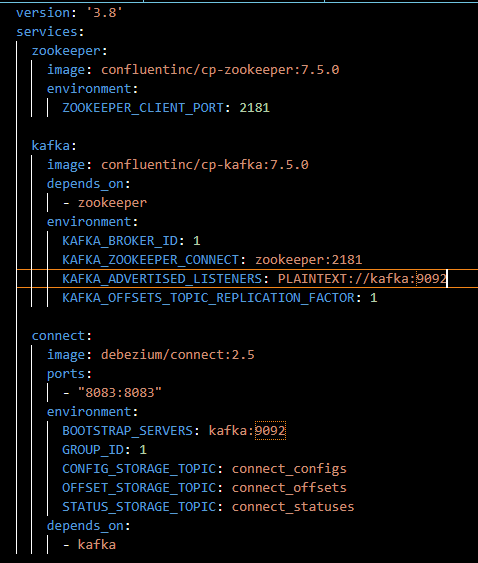 version: '3.8'
services:
  zookeeper:
    image: confluentinc/cp-zookeeper:7.5.0
    environment:
      ZOOKEEPER_CLIENT_PORT: 2181

  kafka:
    image: confluentinc/cp-kafka:7.5.0
    depends_on:
      - zookeeper
    environment:
      KAFKA_BROKER_ID: 1
      KAFKA_ZOOKEEPER_CONNECT: zookeeper:2181
      KAFKA_ADVERTISED_LISTENERS: PLAINTEXT://kafka:9092
      KAFKA_OFFSETS_TOPIC_REPLICATION_FACTOR: 1

  connect:
    image: debezium/connect:2.5
    ports:
      - "8083:8083"
    environment:
      BOOTSTRAP_SERVERS: kafka:9092
      GROUP_ID: 1
      CONFIG_STORAGE_TOPIC: connect_configs
      OFFSET_STORAGE_TOPIC: connect_offsets
      STATUS_STORAGE_TOPIC: connect_statuses
    depends_on:
      - kafka